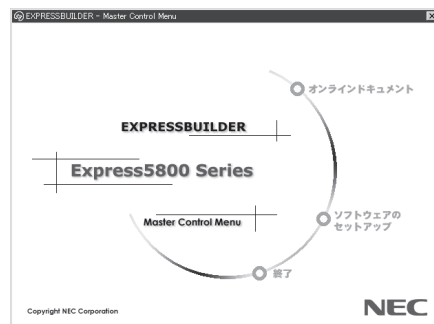 EXPRESSBUILDER - Master Control Menu
オンラインドキュメント
EXPRESSBUILDER
Express5800 Series
Master Control Menu
ソフトウェアの
セットアップ
終了
Copyright NEC Corporation
NEC